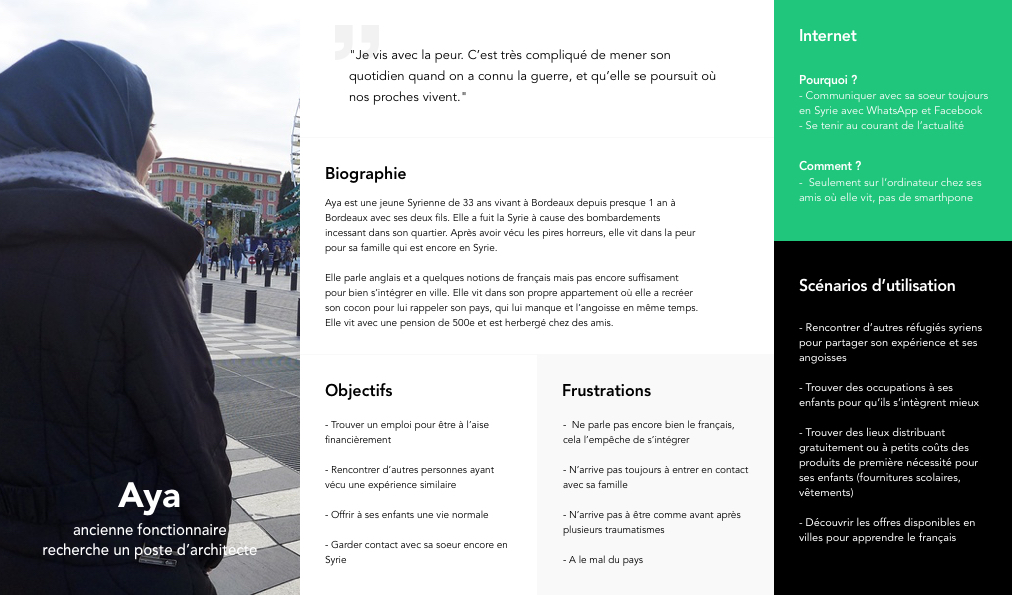 Aya
ancienne fonctionnaire
recherche un poste d'architecte
"Je vis avec la peur. C'est très compliqué de mener son
quotidien quand on a connu la guerre, et qu'elle se poursuit où
nos proches vivent."
Biographie
Aya est une jeune Syrienne de 33 ans vivant à Bordeaux depuis presque 1 an à
Bordeaux avec ses deux fils. Elle a fuit la Syrie à cause des bombardements
incessant dans son quartier. Après avoir vécu les pires horreurs, elle vit dans la peur
pour sa famille qui est encore en Syrie.
Elle parle anglais et a quelques notions de français mais pas encore suffisament
pour bien s'intégrer en ville. Elle vit dans son propre appartement où elle a recréer
son cocon pour lui rappeler son pays, qui lui manque et l'angoisse en même temps.
Elle vit avec une pension de 500e et est herbergé chez des amis.
Objectifs
- Trouver un emploi pour être à l'aise
financièrement
- Rencontrer d'autres personnes ayant
vécu une expérience similaire
- Offrir à ses enfants une vie normale
- Garder contact avec sa soeur encore en
Syrie
Frustrations
- Ne parle pas encore bien le français,
cela l'empêche de s'intégrer
- N'arrive pas toujours à entrer en contact
avec sa famille
- N'arrive pas à être comme avant après
plusieurs traumatismes
- A le mal du pays
Internet
Pourquoi ?
- Communiquer avec sa soeur toujours
en Syrie avec WhatsApp et Facebook
- Se tenir au courant de l'actualité
Comment ?
- Seulement sur l'ordinateur chez ses
amis où elle vit, pas de smarthpone
Scénarios d'utilisation
- Rencontrer d'autres réfugiés syriens
pour partager son expérience et ses
angoisses
- Trouver des occupations à ses
enfants pour qu'ils s'intègrent mieux
- Trouver des lieux distribuant
gratuitement ou à petits coûts des
produits de première nécessité pour
ses enfants (fournitures scolaires,
vêtements)
- Découvrir les offres disponibles en
villes pour apprendre le français